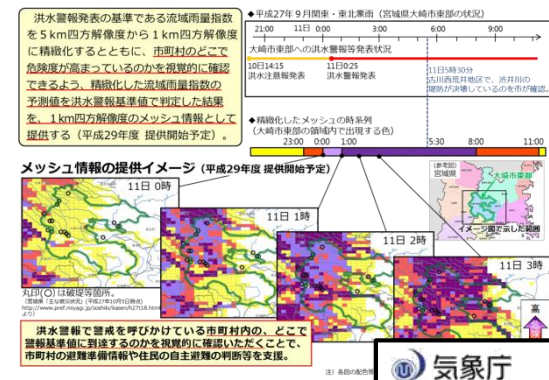 洪水警報発表の基準である流域雨量指数
を５km四方解像度から１km四方解像度
に精緻化するとともに、市町村のどこで
危険度が高まっているのかを視覚的に確認
できるよう、精緻化した流域雨量指数の
予測値を洪水警報基準値で判定した結果
を、１km四方解像度のメッシュ情報として
提供する（平成29年度 提供開始予定）。
◆平成27年９月関東・東北豪雨（宮城県大崎市東部の状況）
21:00 11日 0:00 3:00 6:00 9:00
大崎市東部への洪水警報等発表状況
10日14:15
洪水注意報発表
11日0:25
洪水警報発表
11日5時30分
古川西荒井地区で、渋井川の
堤防が決壊しているのを市が確認。
◆精緻化したメッシュの時系列
（大崎市東部の領域内で出現する色）
23:00 0:00 1:00 5:30 8:00 11:00
メッシュ情報の提供イメージ（平成29年度 提供開始予定）
11日 0時
11日 1時
11日 2時
11日 3時
（参考図）
宮城県
大崎市東部
イメージ図で示した範囲
高
丸印(○)は破堤等箇所。
洪水警報で警戒を呼びかけている市町村内の、どこで
警報基準値に到達するのかを視覚的に確認いただくことで、
市町村の避難準備情報や住民の自主避難の判断等を支援。
注）各図の配色等
気象庁